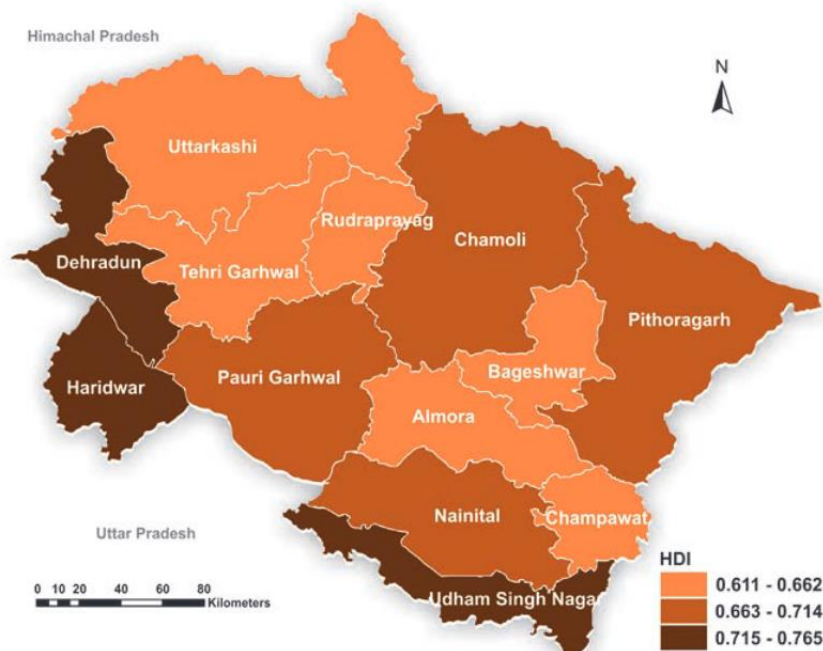 Himachal Pradesh
N
Uttarkashi
Rudraprayag
Chamoli
Dehradun
Tehri Garhwal
Pithoragarh
Haridwar
Pauri Garhwal
Bageshwar
Almora
Nainital
Champawat
Uttar Pradesh
HDI
0.611 - 0.662
0.663 - 0.714
0.715 - 0.765
0 10 20 40 60 80
Kilometers
Udham Singh Nagar